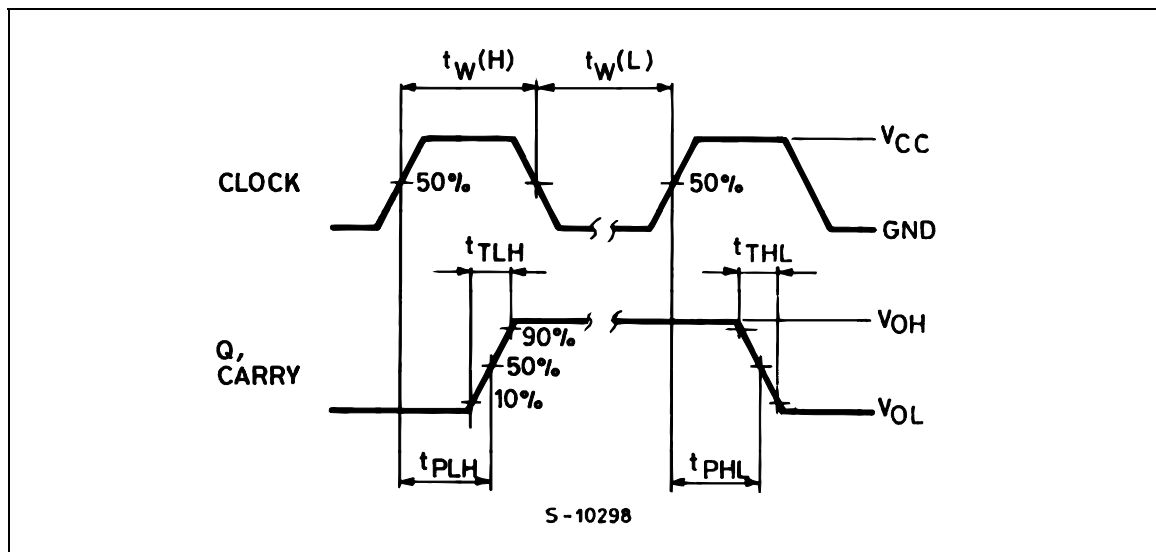 tW(H) tW(L)
VCC
CLOCK 50% 50%
GND
tTLH tTHL
VOH
90%
Q,
CARRY
50%
10%
VOL
tPLH tPHL
S-10298